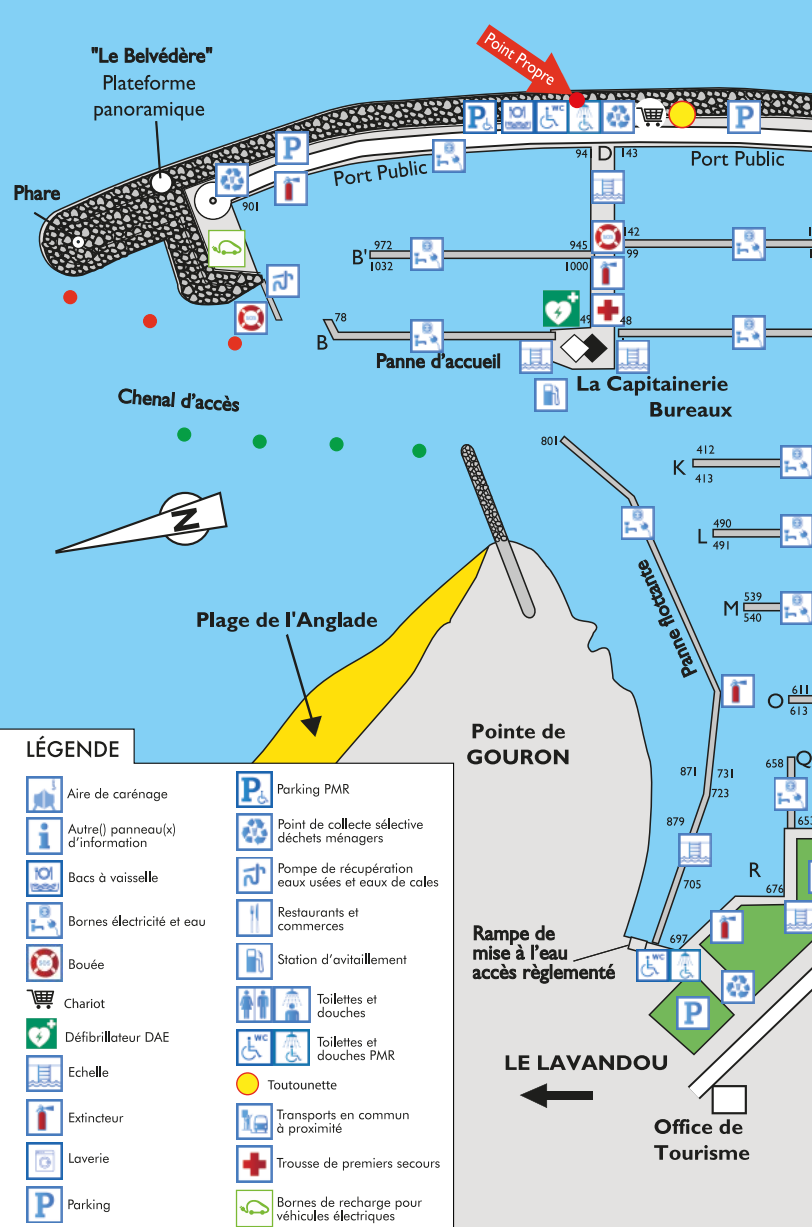 "Le Belvédère"
Plateforme
panoramique
Point Propre
Phare
901
Port Public
941
D
143
Port Public
972
B'
1032
945
1000
142
99
78
B
49
48
Panne d'accueil
La Capitainerie
Bureaux
Chenal d'accès
N
801
K
412
413
L
490
491
M
539
540
O
611
613
Panne flottante
Plage de l'Anglade
Pointe de
GOURON
871
731
723
879
705
697
658
Q
653
R
676
Rampe de
mise à l'eau
accès règlementé
LE LAVANDOU
Office de
Tourisme
LÉGENDE
Aire de carénage
Autre() panneau(x)
d'information
Bacs à vaisselle
Bornes électricité et eau
Bouée
Chariot
Défibrillateur DAE
Echelle
Extincteur
Laverie
P
Parking
P
Parking PMR
Point de collecte sélective
déchets ménagers
Pompe de récupération
eaux usées et eaux de cales
Restaurants et
commerces
Station d'avitaillement
Toilettes et
douches
WC
Toilettes et
douches PMR
Toutounette
Transports en commun
à proximité
Trousse de premiers secours
Bornes de recharge pour
véhicules électriques